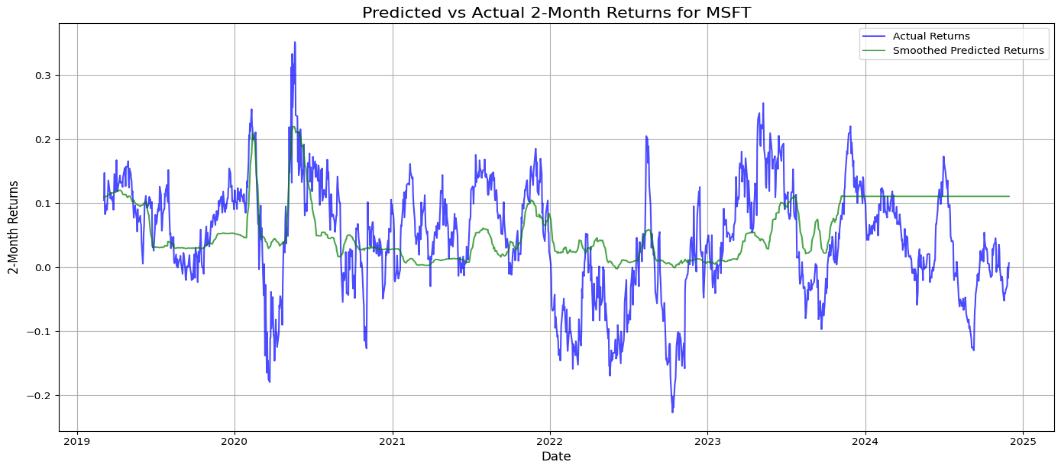 Predicted vs Actual 2-Month Returns for MSFT
Actual Returns
Smoothed Predicted Returns
2-Month Returns
0.3
0.2
0.1
0.0
−0.1
−0.2
2019
2020
2021
2022
2023
2024
2025
Date